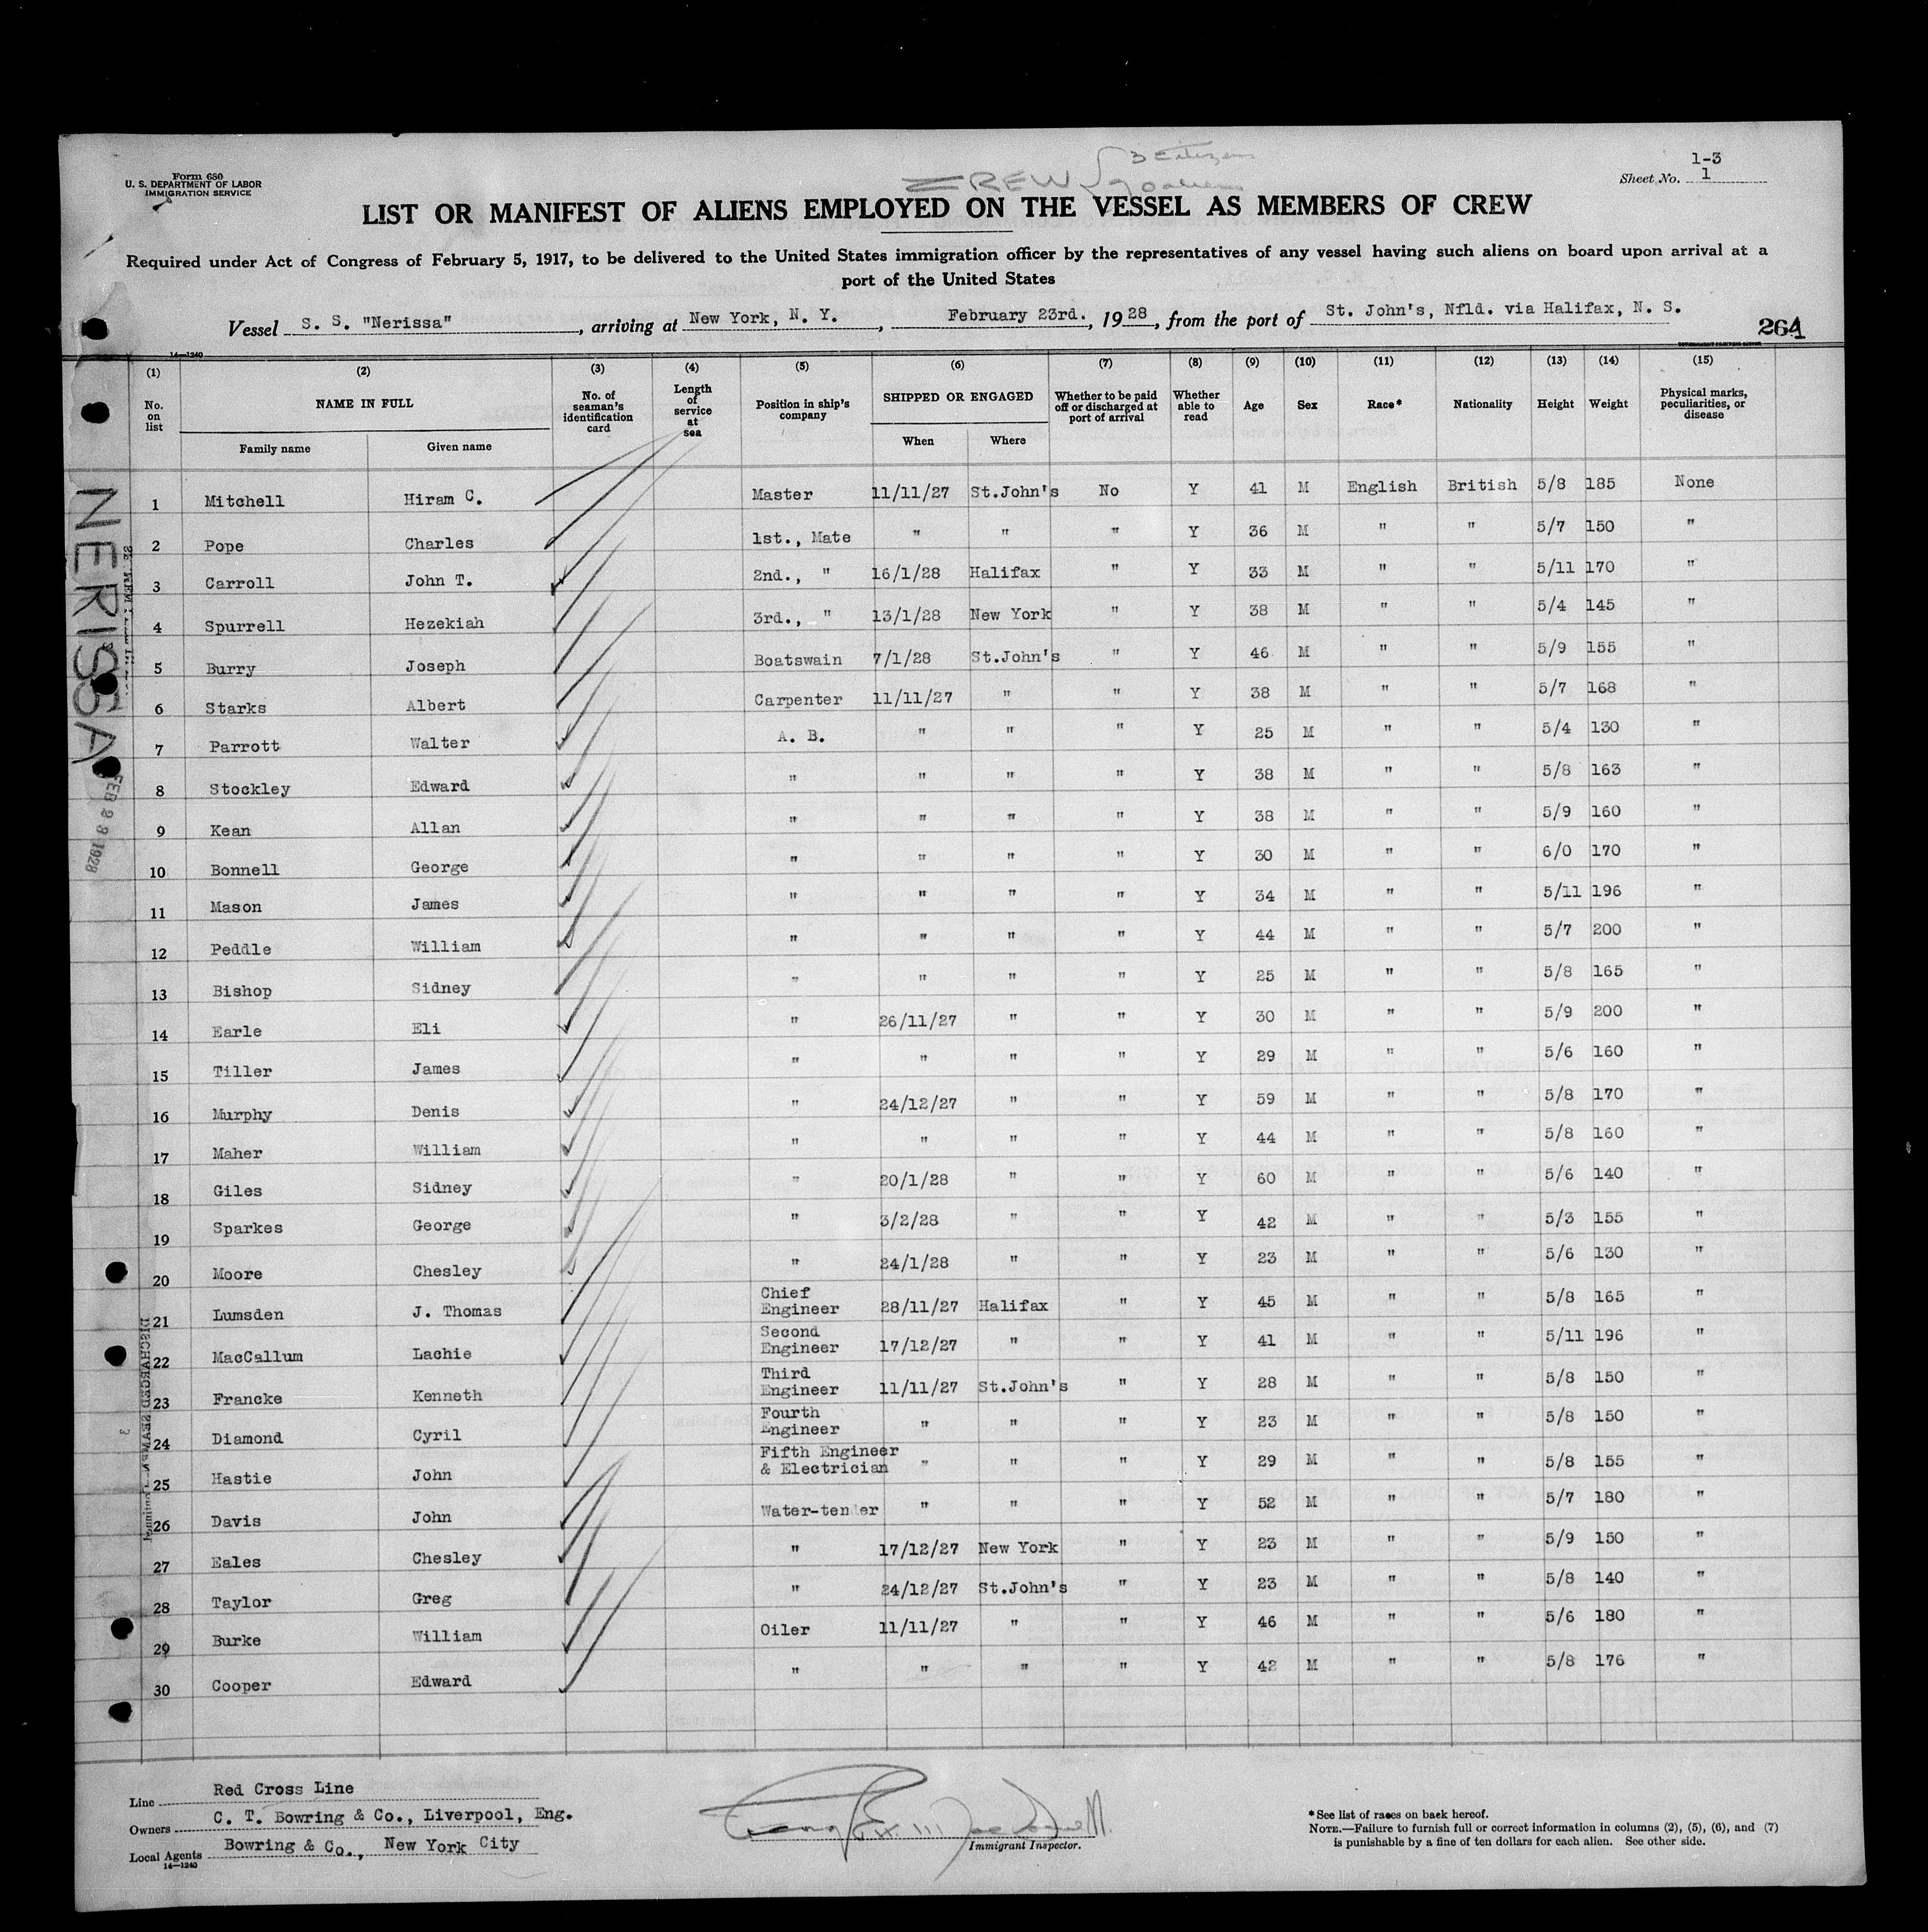 3 Citizens
CREW
1-3
Form 680
U. S. DEPARTMENT OF LABOR
IMMIGRATION SERVICE
Sheet No. 1
LIST OR MANIFEST OF ALIENS EMPLOYED ON THE VESSEL AS MEMBERS OF CREW
Required under Act of Congress of February 5, 1917, to be delivered to the United States immigration officer by the representatives of any vessel having such aliens on board upon arrival at a
port of the United States
Vessel S. S. "Nerissa", arriving at New York, N. Y., February 23rd., 1928, from the port of St. John's, Nfld. via Halifax, N. S.
264
14—1240
(1) (2) (3) (4) (5) (6) (7) (8) (9) (10) (11) (12) (13) (14) (15)
No. on list NAME IN FULL No. of seaman's identification card Length of service at sea Position in ship's company SHIPPED OR ENGAGED Whether to be paid off or discharged at port of arrival Whether able to read Age Sex Race* Nationality Height Weight Physical marks, peculiarities, or disease
Family name Given name When Where
1 Mitchell Hiram C. Master 11/11/27 St.John's No Y 41 M English British 5/8 185 None
2 Pope Charles 1st., Mate " " " Y 36 M " " 5/7 150 "
3 Carroll John T. 2nd., " 16/1/28 Halifax " Y 33 M " " 5/11 170 "
4 Spurrell Hezekiah 3rd., " 13/1/28 New York " Y 38 M " " 5/4 145 "
5 Burry Joseph Boatswain 7/1/28 St.John's " Y 46 M " " 5/9 155 "
6 Starks Albert Carpenter 11/11/27 " " Y 38 M " " 5/7 168 "
7 Parrott Walter A. B. " " " Y 25 M " " 5/4 130 "
8 Stockley Edward " " " " Y 38 M " " 5/8 163 "
9 Kean Allan " " " " Y 38 M " " 5/9 160 "
10 Bonnell George " " " " Y 30 M " " 6/0 170 "
11 Mason James " " " " Y 34 M " " 5/11 196 "
12 Peddle William " " " " Y 44 M " " 5/7 200 "
13 Bishop Sidney " " " " Y 25 M " " 5/8 165 "
14 Earle Eli " 26/11/27 " " Y 30 M " " 5/9 200 "
15 Tiller James " " " " Y 29 M " " 5/6 160 "
16 Murphy Denis " 24/12/27 " " Y 59 M " " 5/8 170 "
17 Maher William " " " " Y 44 M " " 5/8 160 "
18 Giles Sidney " 20/1/28 " " Y 60 M " " 5/6 140 "
19 Sparkes George " 3/2/28 " " Y 42 M " " 5/3 155 "
20 Moore Chesley " 24/1/28 " " Y 23 M " " 5/6 130 "
21 Lumsden J. Thomas Chief Engineer 28/11/27 Halifax " Y 45 M " " 5/8 165 "
22 MacCallum Lachie Second Engineer 17/12/27 " " Y 41 M " " 5/11 196 "
23 Francke Kenneth Third Engineer 11/11/27 St.John's " Y 28 M " " 5/8 150 "
24 Diamond Cyril Fourth Engineer " " " Y 23 M " " 5/8 150 "
25 Hastie John Fifth Engineer & Electrician " " " Y 29 M " " 5/8 155 "
26 Davis John Water-tender " " " Y 52 M " " 5/7 180 "
27 Eales Chesley " 17/12/27 New York " Y 23 M " " 5/9 150 "
28 Taylor Greg " 24/12/27 St.John's " Y 23 M " " 5/8 140 "
29 Burke William Oiler 11/11/27 " " Y 46 M " " 5/6 180 "
30 Cooper Edward " " " " Y 42 M " " 5/8 176 "
NERISSA
FEB 23 1928
Line Red Cross Line
Owners C. T. Bowring & Co., Liverpool, Eng.
Local Agents Bowring & Co., New York City
14—1240
Immigrant Inspector.
*See list of races on back hereof.
NOTE.—Failure to furnish full or correct information in columns (2), (5), (6), and (7)
is punishable by a fine of ten dollars for each alien. See other side.